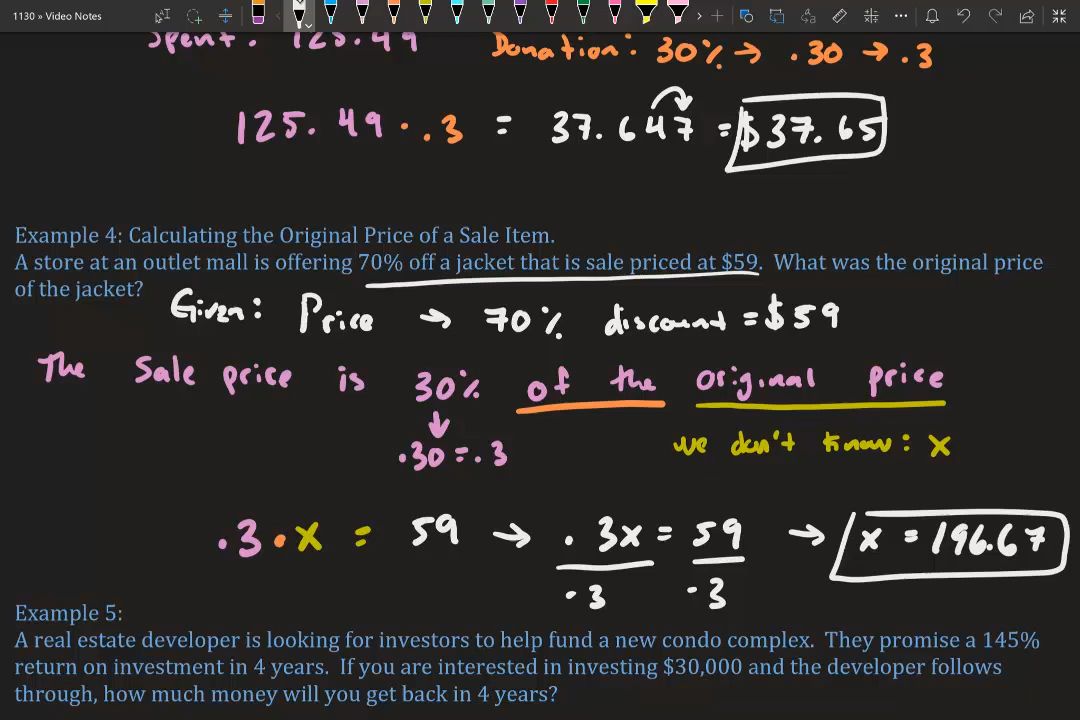 1130 » Video Notes
Spent: 125.49 Donation: 30% → .30 → .3
125.49 · .3 = 37.647 = $37.65
Example 4: Calculating the Original Price of a Sale Item.
A store at an outlet mall is offering 70% off a jacket that is sale priced at $59. What was the original price
of the jacket?
Given: Price → 70% discount = $59
The Sale price is 30% of the original price
↓
.30 = .3
we don't know: x
.3 · x = 59 → .3x = 59 → x = 196.67
.3 .3
Example 5:
A real estate developer is looking for investors to help fund a new condo complex. They promise a 145%
return on investment in 4 years. If you are interested in investing $30,000 and the developer follows
through, how much money will you get back in 4 years?